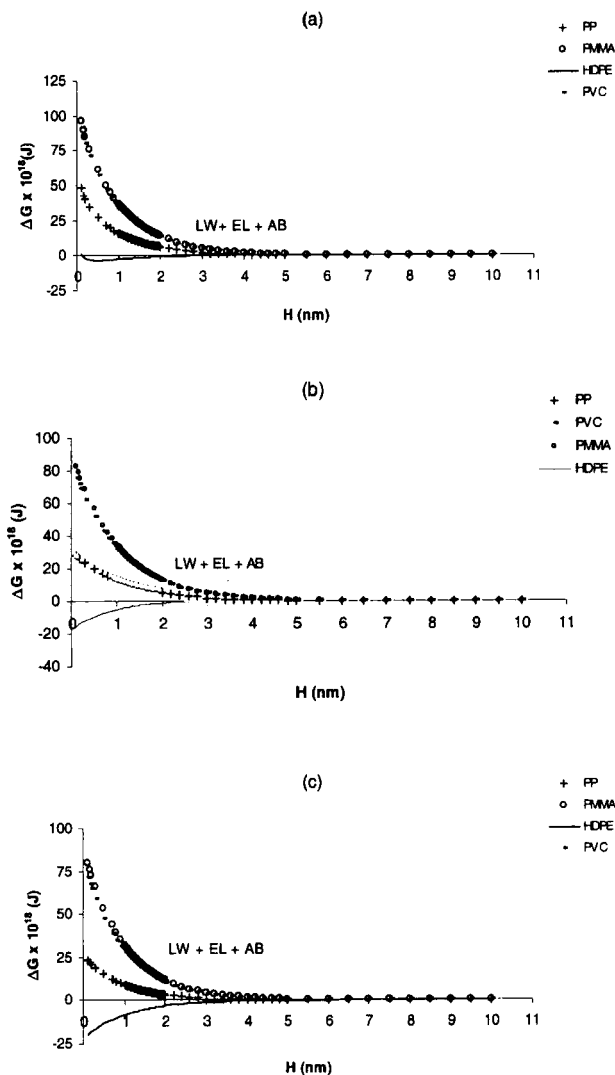 (a)
+ PP
o PMMA
HDPE
- PVC
125
100
75
50
25
0
-25
ΔG x 10¹⁸ (J)
LW+ EL + AB
0 1 2 3 4 5 6 7 8 9 10 11
H (nm)
(b)
+ PP
PVC
PMMA
HDPE
100
80
60
40
20
0
-20
-40
ΔG x 10¹⁸ (J)
LW + EL + AB
0 1 2 3 4 5 6 7 8 9 10 11
H (nm)
(c)
+ PP
o PMMA
HDPE
- PVC
100
75
50
25
0
-25
ΔG x 10¹⁸ (J)
LW + EL + AB
0 1 2 3 4 5 6 7 8 9 10 11
H (nm)